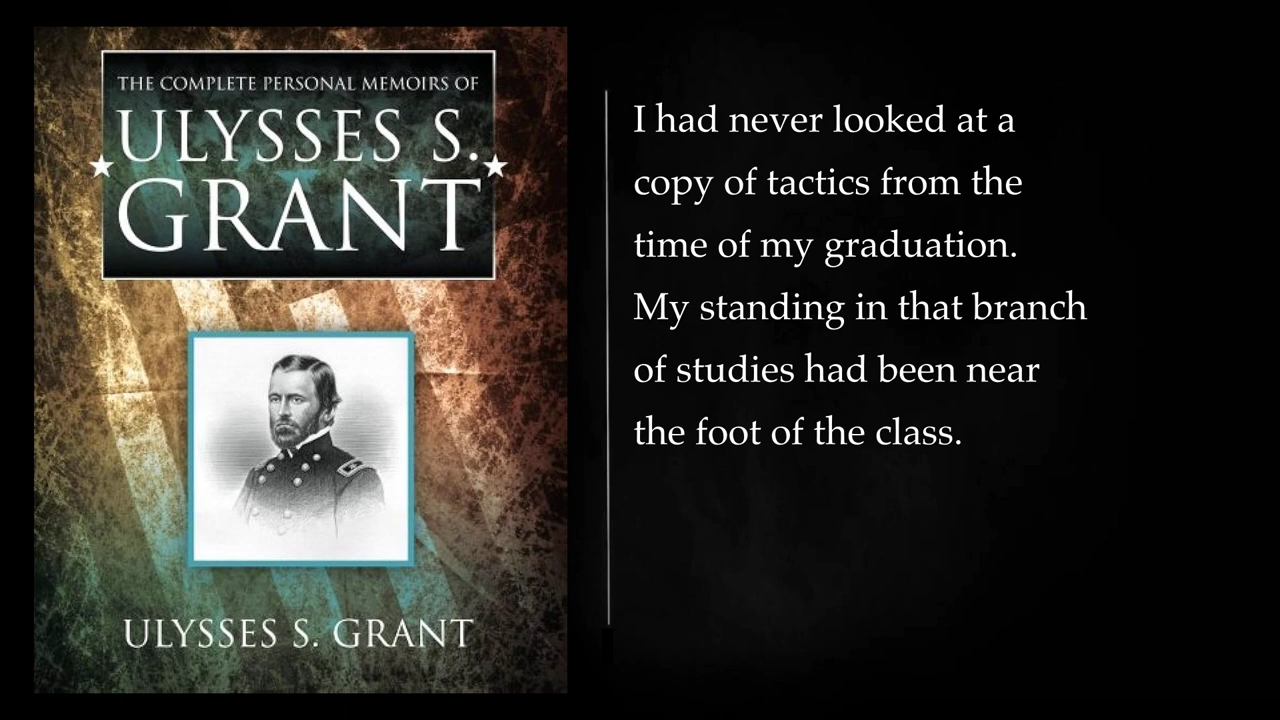 THE COMPLETE PERSONAL MEMOIRS OF
ULYSSES S.
GRANT
ULYSSES S. GRANT
I had never looked at a
copy of tactics from the
time of my graduation.
My standing in that branch
of studies had been near
the foot of the class.